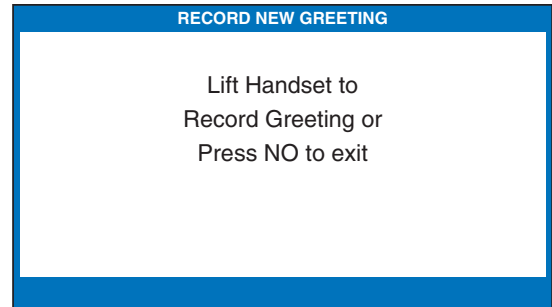 RECORD NEW GREETING
Lift Handset to
Record Greeting or
Press NO to exit